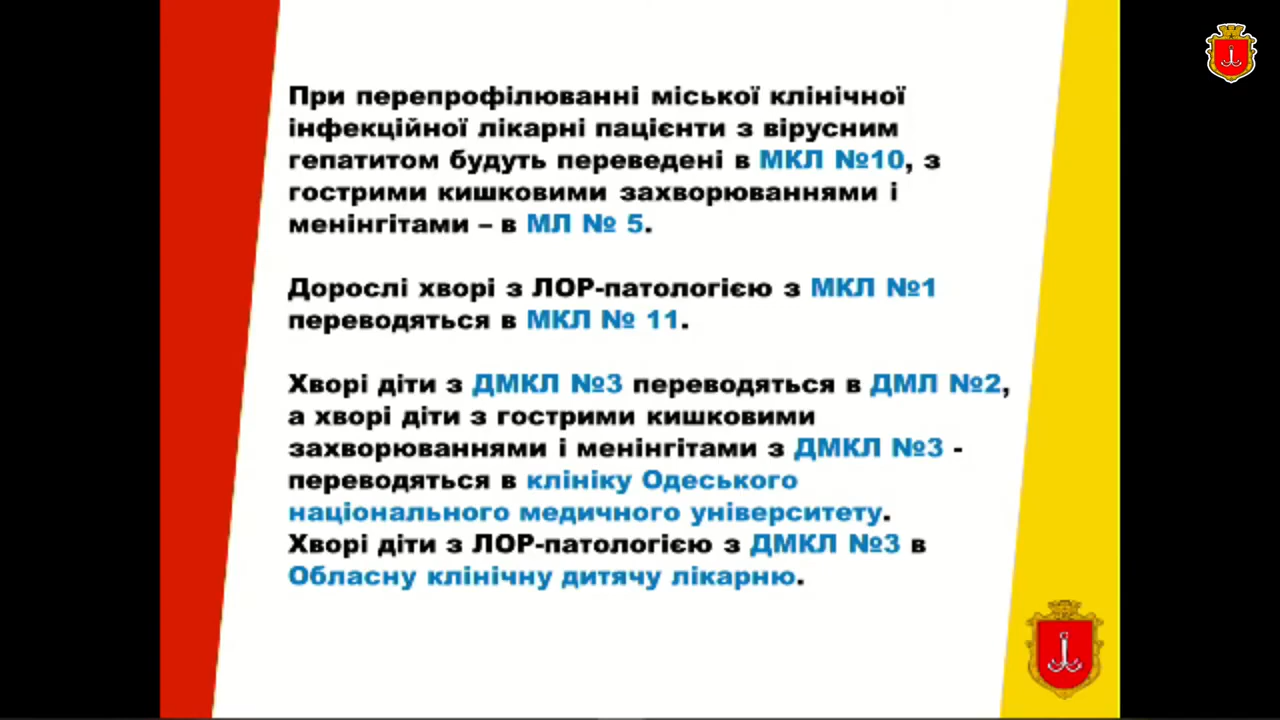 При перепрофілюванні міської клінічної
інфекційної лікарні пацієнти з вірусним
гепатитом будуть переведені в МКЛ №10, з
гострими кишковими захворюваннями і
менінгітами – в МЛ № 5.
Дорослі хворі з ЛОР-патологією з МКЛ №1
переводяться в МКЛ № 11.
Хворі діти з ДМКЛ №3 переводяться в ДМЛ №2,
а хворі діти з гострими кишковими
захворюваннями і менінгітами з ДМКЛ №3 -
переводяться в клініку Одеського
національного медичного університету.
Хворі діти з ЛОР-патологією з ДМКЛ №3 в
Обласну клінічну дитячу лікарню.